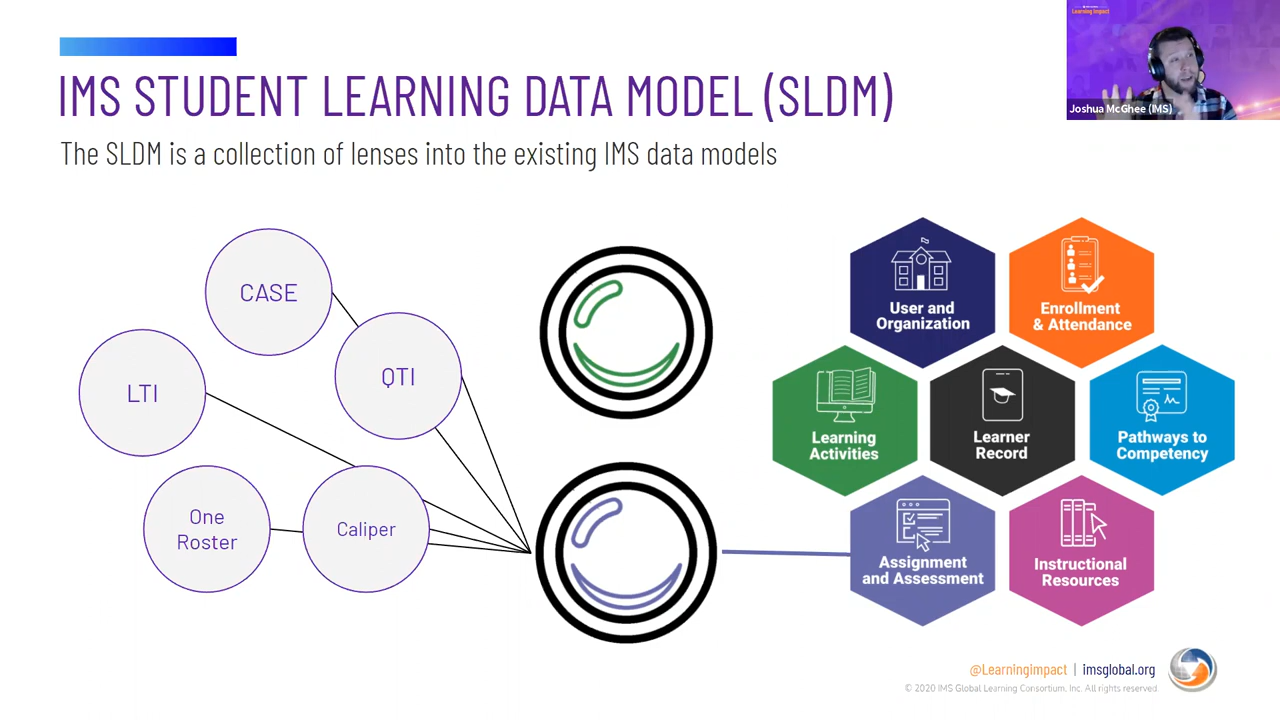 Learning Impact
Joshua McGhee (IMS)
IMS STUDENT LEARNING DATA MODEL (SLDM)
The SLDM is a collection of lenses into the existing IMS data models
CASE
QTI
LTI
One
Roster
Caliper
User and
Organization
Enrollment
& Attendance
Learning
Activities
Learner
Record
Pathways to
Competency
Assignment
and Assessment
Instructional
Resources
@Learningimpact | imsglobal.org
© 2020 IMS Global Learning Consortium, Inc. All rights reserved.